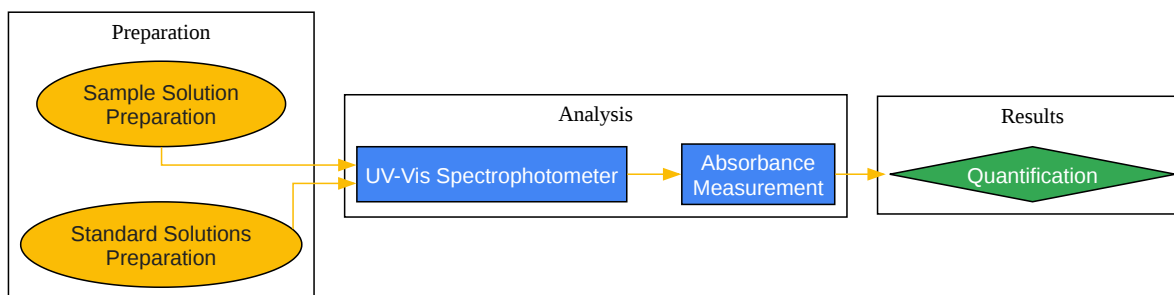 Preparation
Sample Solution
Preparation
Standard Solutions
Preparation
Analysis
UV-Vis Spectrophotometer
Absorbance
Measurement
Results
Quantification